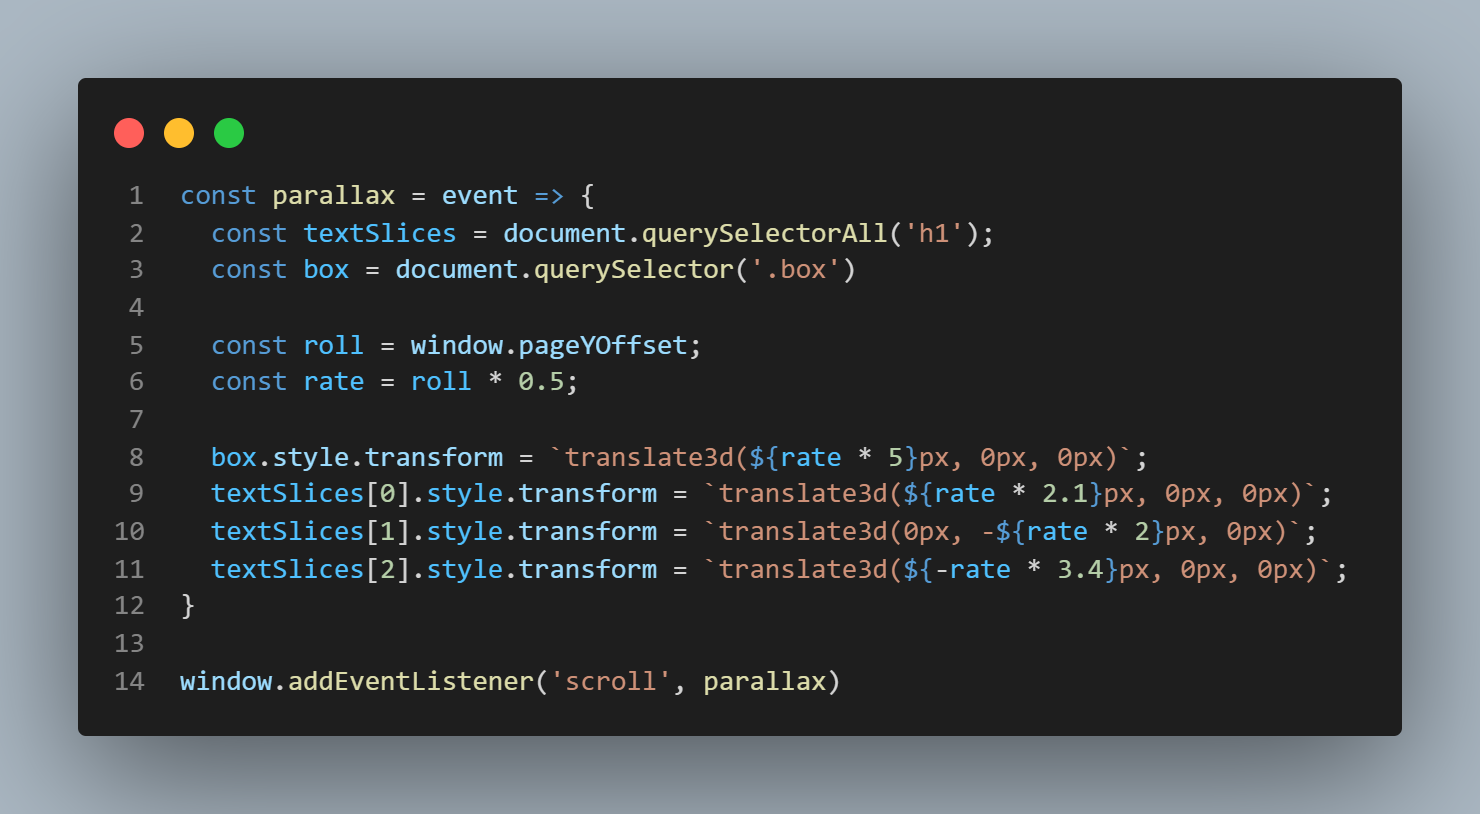 1 const parallax = event => {
2   const textSlices = document.querySelectorAll('h1');
3   const box = document.querySelector('.box')
4
5   const roll = window.pageYOffset;
6   const rate = roll * 0.5;
7
8   box.style.transform = `translate3d(${rate * 5}px, 0px, 0px)`;
9   textSlices[0].style.transform = `translate3d(${rate * 2.1}px, 0px, 0px)`;
10   textSlices[1].style.transform = `translate3d(0px, -${rate * 2}px, 0px)`;
11   textSlices[2].style.transform = `translate3d(${-rate * 3.4}px, 0px, 0px)`;
12 }
13
14 window.addEventListener('scroll', parallax)